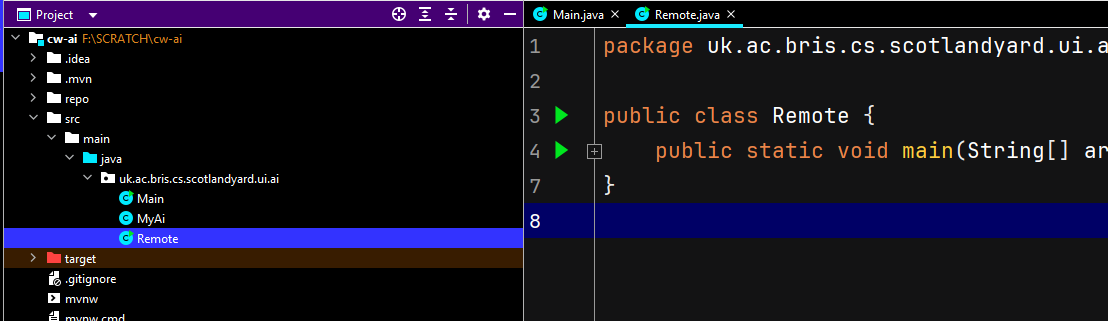 Project
cw-ai F:\SCRATCH\cw-ai
.idea
.mvn
repo
src
main
java
uk.ac.bris.cs.scotlandyard.ui.ai
Main
MyAi
Remote
target
.gitignore
mvnw
mvnw.cmd
Main.java Remote.java
1 package uk.ac.bris.cs.scotlandyard.ui.a
2
3 public class Remote {
4 public static void main(String[] ar
7 }
8